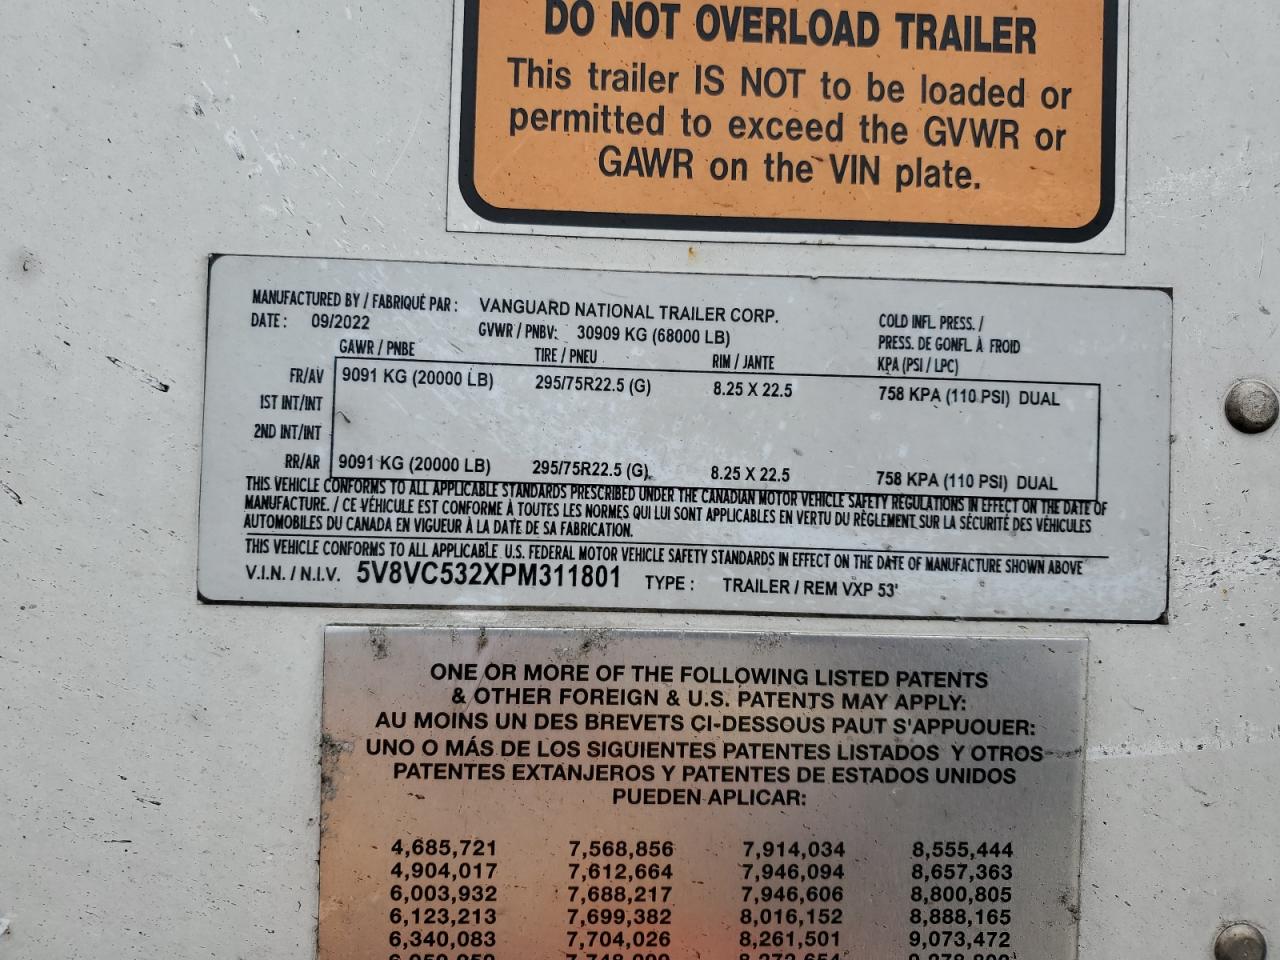 DO NOT OVERLOAD TRAILER
This trailer IS NOT to be loaded or
permitted to exceed the GVWR or
GAWR on the VIN plate.
MANUFACTURED BY / FABRIQUÉ PAR : VANGUARD NATIONAL TRAILER CORP.
DATE : 09/2022 GVWR / PNBV: 30909 KG (68000 LB) COLD INFL PRESS. /
PRESS. DE GONFL À FROID
GAWR / PNBE TIRE / PNEU RIM / JANTE KPA (PSI / LPC)
FR/AV 9091 KG (20000 LB) 295/75R22.5 (G) 8.25 X 22.5 758 KPA (110 PSI) DUAL
1ST INT/INT
2ND INT/INT
RR/AR 9091 KG (20000 LB) 295/75R22.5 (G) 8.25 X 22.5 758 KPA (110 PSI) DUAL
THIS VEHICLE CONFORMS TO ALL APPLICABLE STANDARDS PRESCRIBED UNDER THE CANADIAN MOTOR VEHICLE SAFETY REGULATIONS IN EFFECT ON THE DATE OF
MANUFACTURE. / CE VÉHICULE EST CONFORME À TOUTES LES NORMES QUI LUI SONT APPLICABLES EN VERTU DU RÈGLEMENT SUR LA SÉCURITÉ DES VÉHICULES
AUTOMOBILES DU CANADA EN VIGUEUR À LA DATE DE SA FABRICATION.
THIS VEHICLE CONFORMS TO ALL APPLICABLE U.S. FEDERAL MOTOR VEHICLE SAFETY STANDARDS IN EFFECT ON THE DATE OF MANUFACTURE SHOWN ABOVE
V.I.N. / N.I.V. 5V8VC532XPM311801 TYPE : TRAILER / REM VXP 53'
ONE OR MORE OF THE FOLLOWING LISTED PATENTS
& OTHER FOREIGN & U.S. PATENTS MAY APPLY:
AU MOINS UN DES BREVETS CI-DESSOUS PAUT S'APPUOUER:
UNO O MÁS DE LOS SIGUIENTES PATENTES LISTADOS Y OTROS
PATENTES EXTANJEROS Y PATENTES DE ESTADOS UNIDOS
PUEDEN APLICAR:
4,685,721 7,568,856 7,914,034 8,555,444
4,904,017 7,612,664 7,946,094 8,657,363
6,003,932 7,688,217 7,946,606 8,800,805
6,123,213 7,699,382 8,016,152 8,888,165
6,340,083 7,704,026 8,261,501 9,073,472